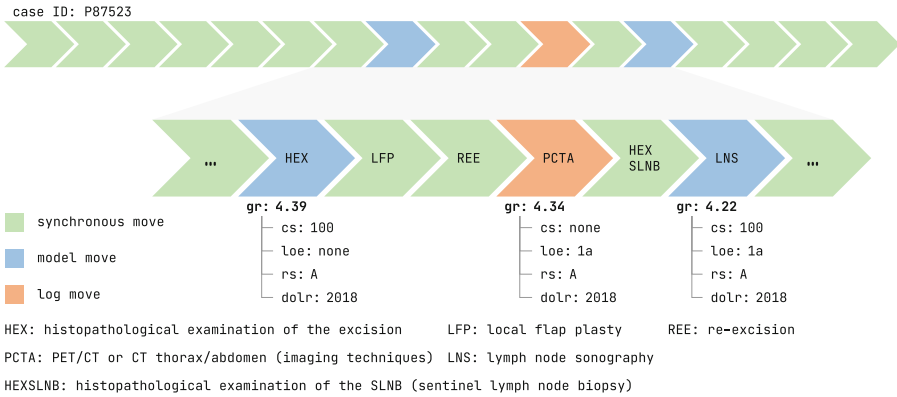 case ID: P87523
... HEX LFP REE PCTA HEX SLNB LNS ...
gr: 4.39 gr: 4.34 gr: 4.22
cs: 100 cs: none cs: 100
loe: none loe: 1a loe: 1a
rs: A rs: A rs: A
dolr: 2018 dolr: 2018 dolr: 2018
synchronous move
model move
log move
HEX: histopathological examination of the excision LFP: local flap plasty REE: re-excision
PCTA: PET/CT or CT thorax/abdomen (imaging techniques) LNS: lymph node sonography
HEXSLNB: histopathological examination of the SLNB (sentinel lymph node biopsy)